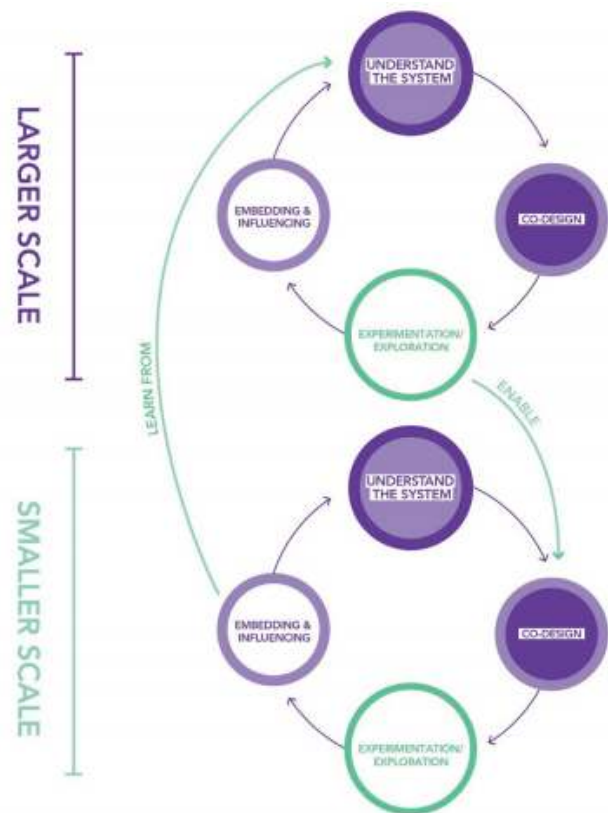 LARGER SCALE
UNDERSTAND
THE SYSTEM
EMBEDDING &
INFLUENCING
CO-DESIGN
EXPERIMENTATION/
EXPLORATION
LEARN FROM
ENABLE
SMALLER SCALE
UNDERSTAND
THE SYSTEM
EMBEDDING &
INFLUENCING
CO-DESIGN
EXPERIMENTATION/
EXPLORATION